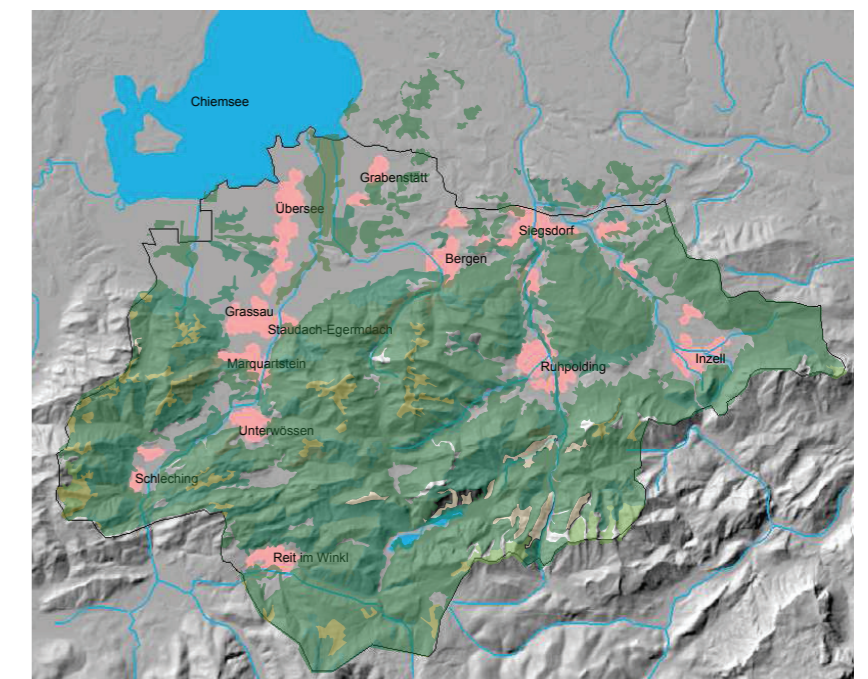 Chiemsee
Grabenstätt
Übersee
Siegsdorf
Bergen
Grassau
Staudach-Egerndach
Marquartstein
Ruhpolding
Inzell
Unterwössen
Schleching
Reit im Winkl